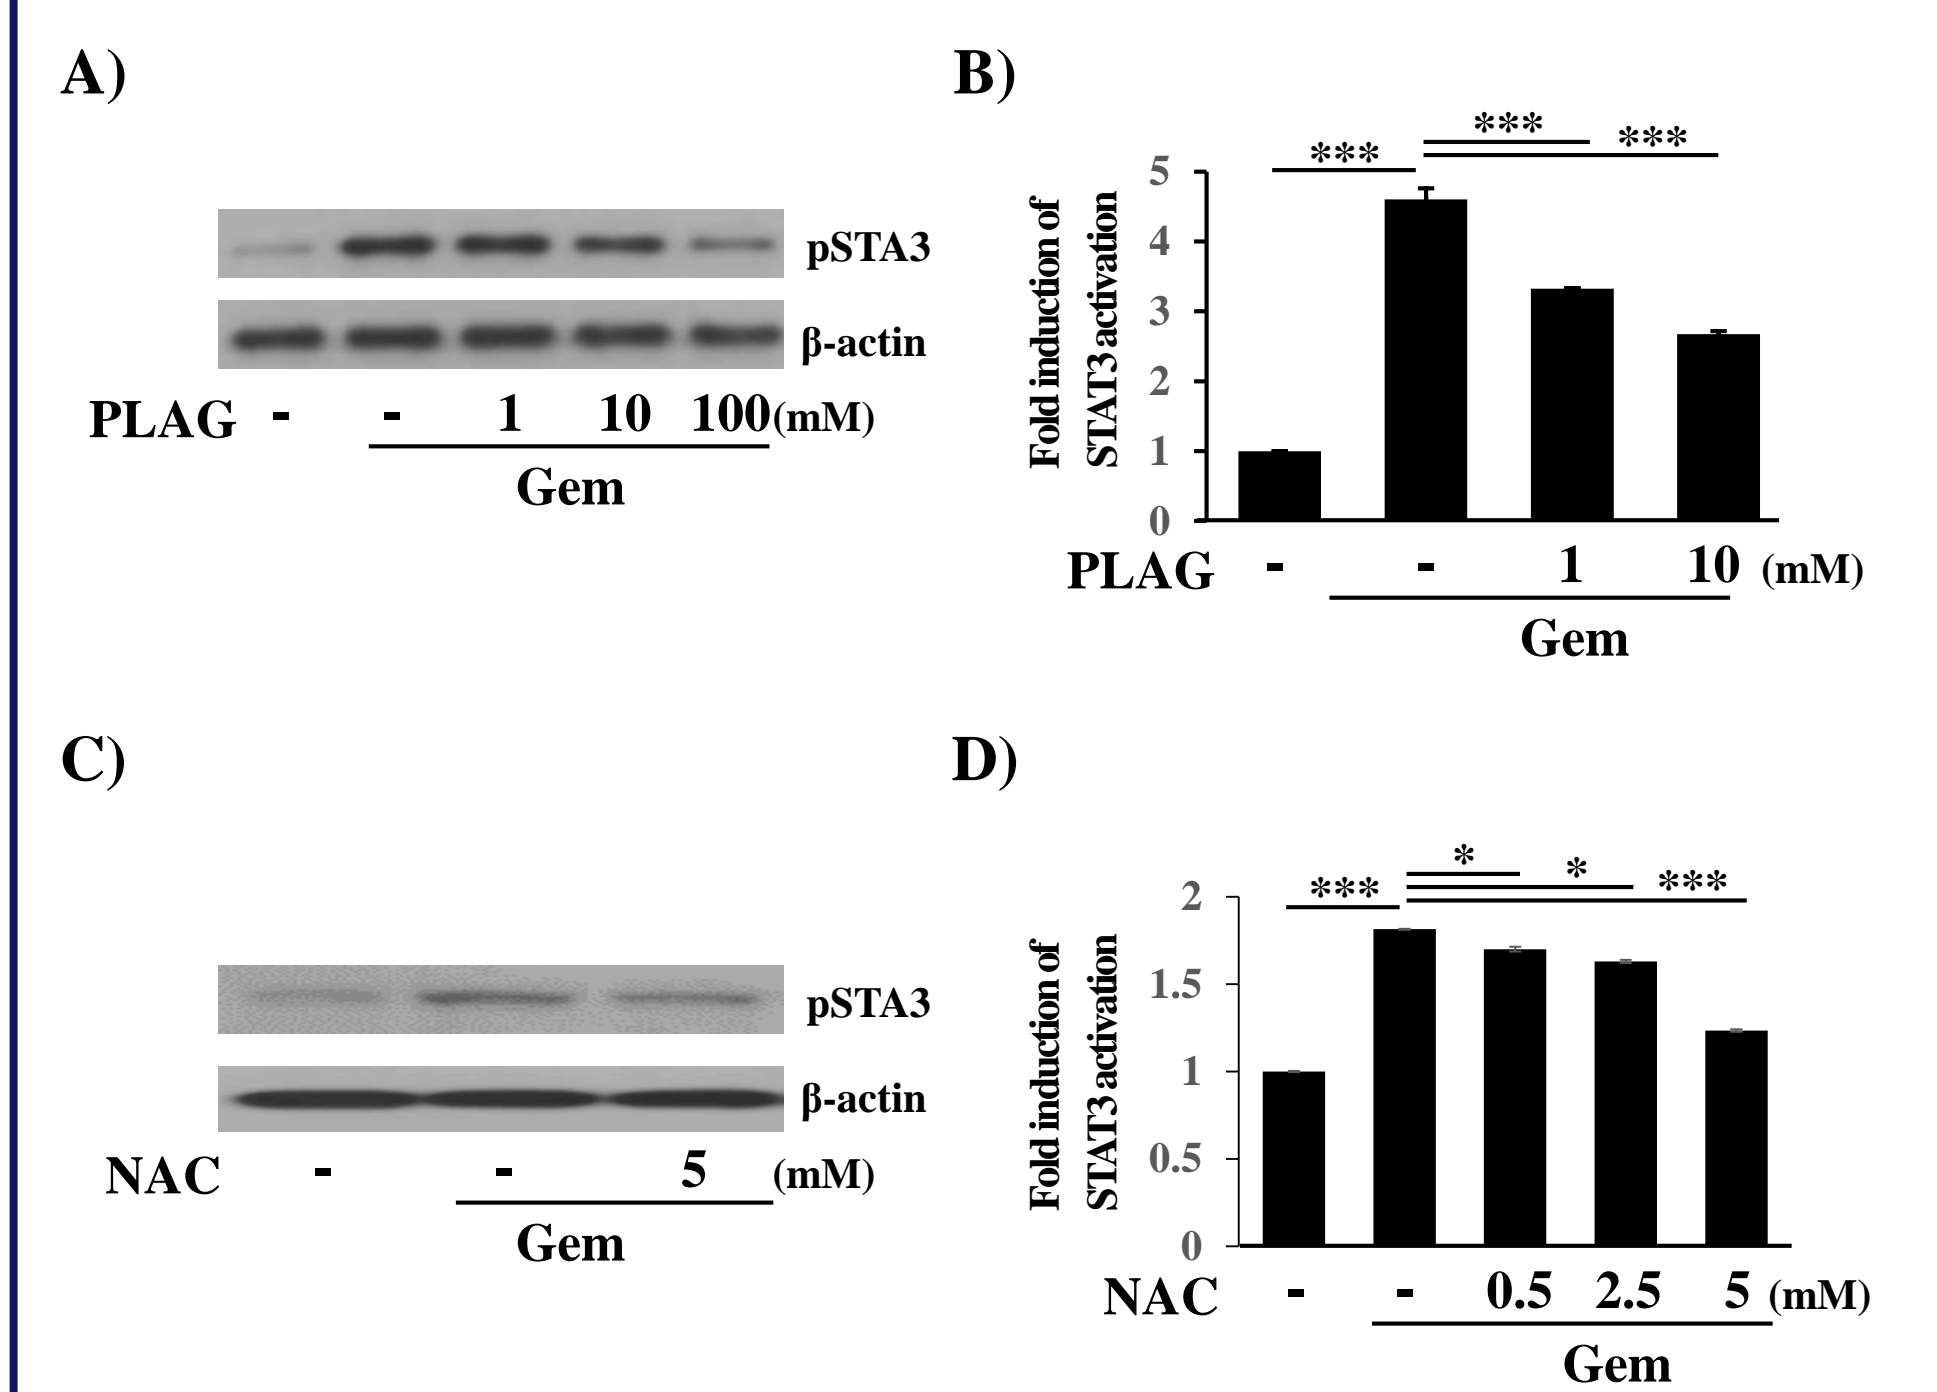 A)
pSTA3
β-actin
PLAG - - 1 10 100 (mM)
Gem
B)
*** *** ***
Fold induction of
STAT3 activation
5
4
3
2
1
0
PLAG - - 1 10 (mM)
Gem
C)
pSTA3
β-actin
NAC - - 5 (mM)
Gem
D)
*** * * ***
Fold induction of
STAT3 activation
2
1.5
1
0.5
0
NAC - - 0.5 2.5 5 (mM)
Gem